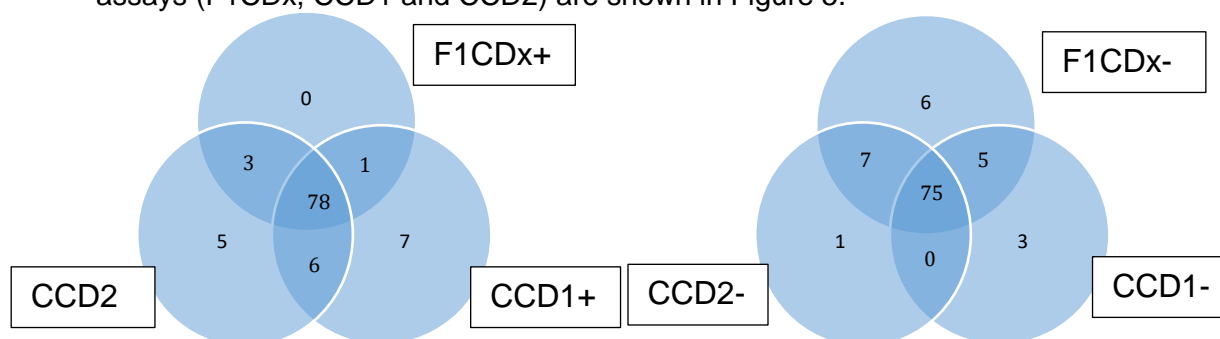 assays (F1CDx, CCD1 and CCD2) are shown in Figure
F1CDx+
0
3
1
78
5
7
6
CCD2
CCD1+
F1CDx-
6
7
5
75
1
3
0
CCD2-
CCD1-